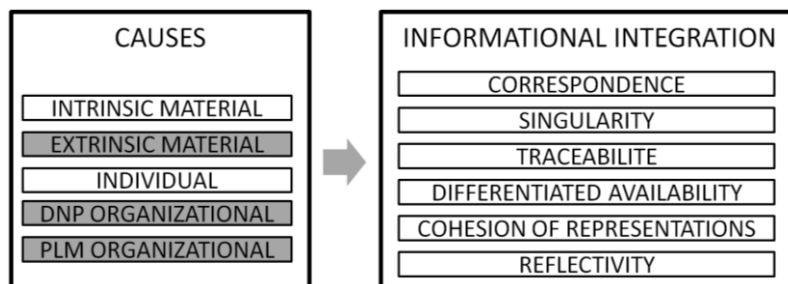 CAUSES
INTRINSIC MATERIAL
EXTRINSIC MATERIAL
INDIVIDUAL
DNP ORGANIZATIONAL
PLM ORGANIZATIONAL
INFORMATIONAL INTEGRATION
CORRESPONDENCE
SINGULARITY
TRACEABILITE
DIFFERENTIATED AVAILABILITY
COHESION OF REPRESENTATIONS
REFLECTIVITY